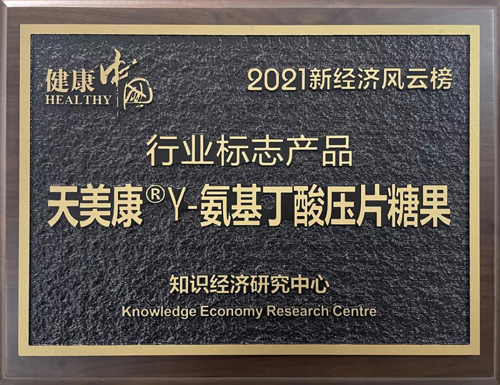 健康中国
HEALTHY
2021新经济风云榜
行业标志产品
天美康®γ-氨基丁酸压片糖果
知识经济研究中心
Knowledge Economy Research Centre